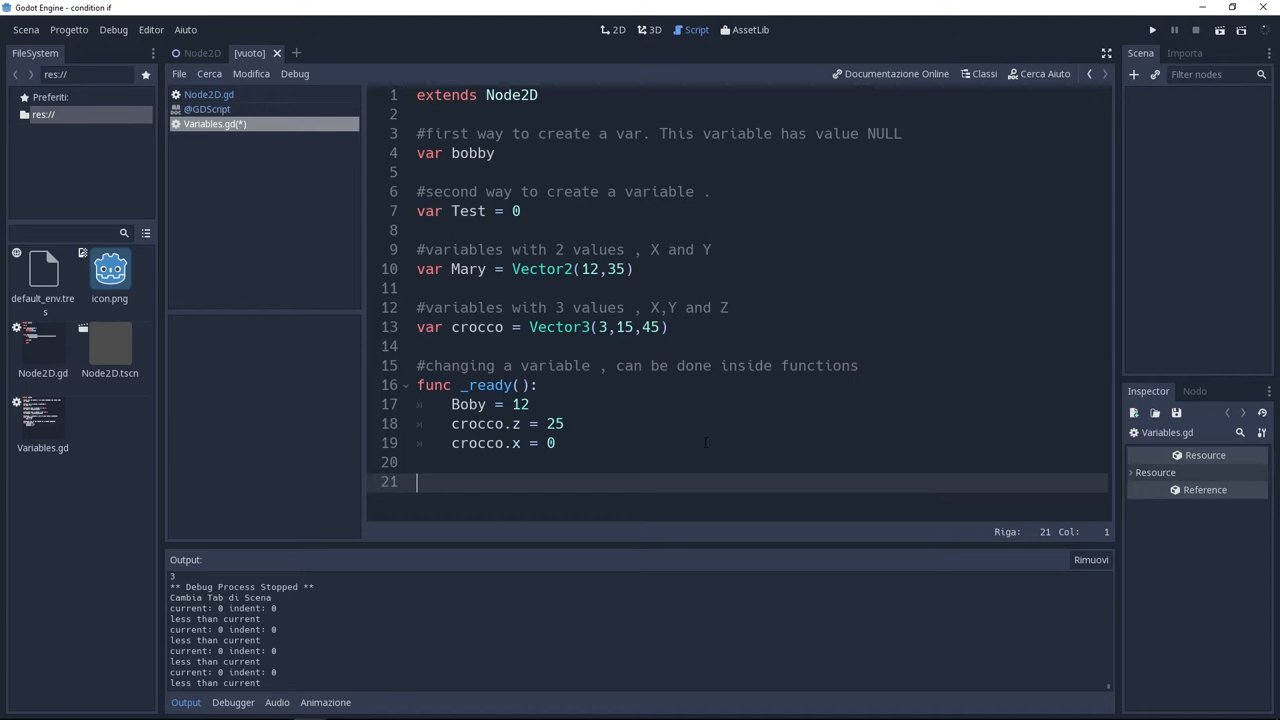 Godot Engine - condition if
Scena Progetto Debug Editor Aiuto
2D 3D Script AssetLib
FileSystem
Node2D [vuoto]
Scena Importa
res://
File Cerca Modifica Debug
Documentazione Online Classi Cerca Aiuto
Filter nodes
Preferiti:
res://
Node2D.gd
@GDScript
Variables.gd(*)
1 extends Node2D
2
3 #first way to create a var. This variable has value NULL
4 var bobby
5
6 #second way to create a variable .
7 var Test = 0
8
9 #variables with 2 values , X and Y
10 var Mary = Vector2(12,35)
11
12 #variables with 3 values , X,Y and Z
13 var crocco = Vector3(3,15,45)
14
15 #changing a variable , can be done inside functions
16 func _ready():
17 Boby = 12
18 crocco.z = 25
19 crocco.x = 0
20
21
default_env.tre
s
icon.png
Node2D.gd
Node2D.tscn
Variables.gd
Inspector Nodo
Variables.gd
Resource
Resource
Reference
Riga: 21 Col: 1
Output:
Rimuovi
3
** Debug Process Stopped **
Cambia Tab di Scena
current: 0 indent: 0
less than current
current: 0 indent: 0
less than current
current: 0 indent: 0
less than current
current: 0 indent: 0
less than current
Output Debugger Audio Animazione